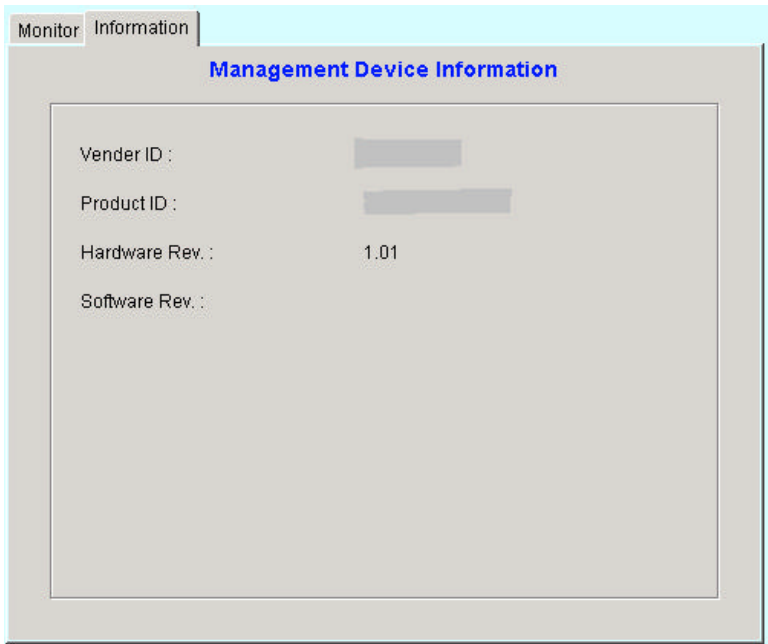 Monitor
Information
Management Device Information
Vender ID :
Product ID :
Hardware Rev. : 1.01
Software Rev. :